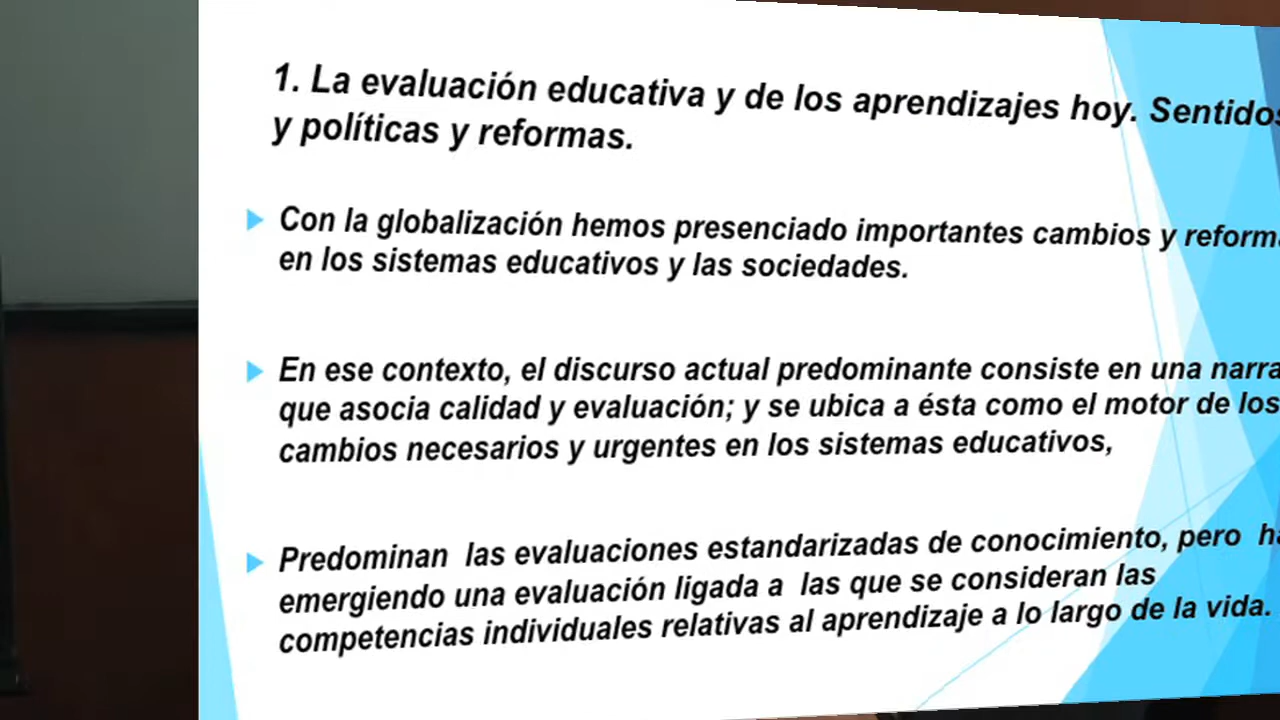 1. La evaluación educativa y de los aprendizajes hoy. Sentidos
y políticas y reformas.
Con la globalización hemos presenciado importantes cambios y
en los sistemas educativos y las sociedades.
En ese contexto, el discurso actual predominante consiste en una
que asocia calidad y evaluación; y se ubica a ésta como el motor de los
cambios necesarios y urgentes en los sistemas educativos,
Predominan las evaluaciones estandarizadas de conocimiento, pero
emergiendo una evaluación ligada a las que se consideran las
competencias individuales relativas al aprendizaje a lo largo de la vida.